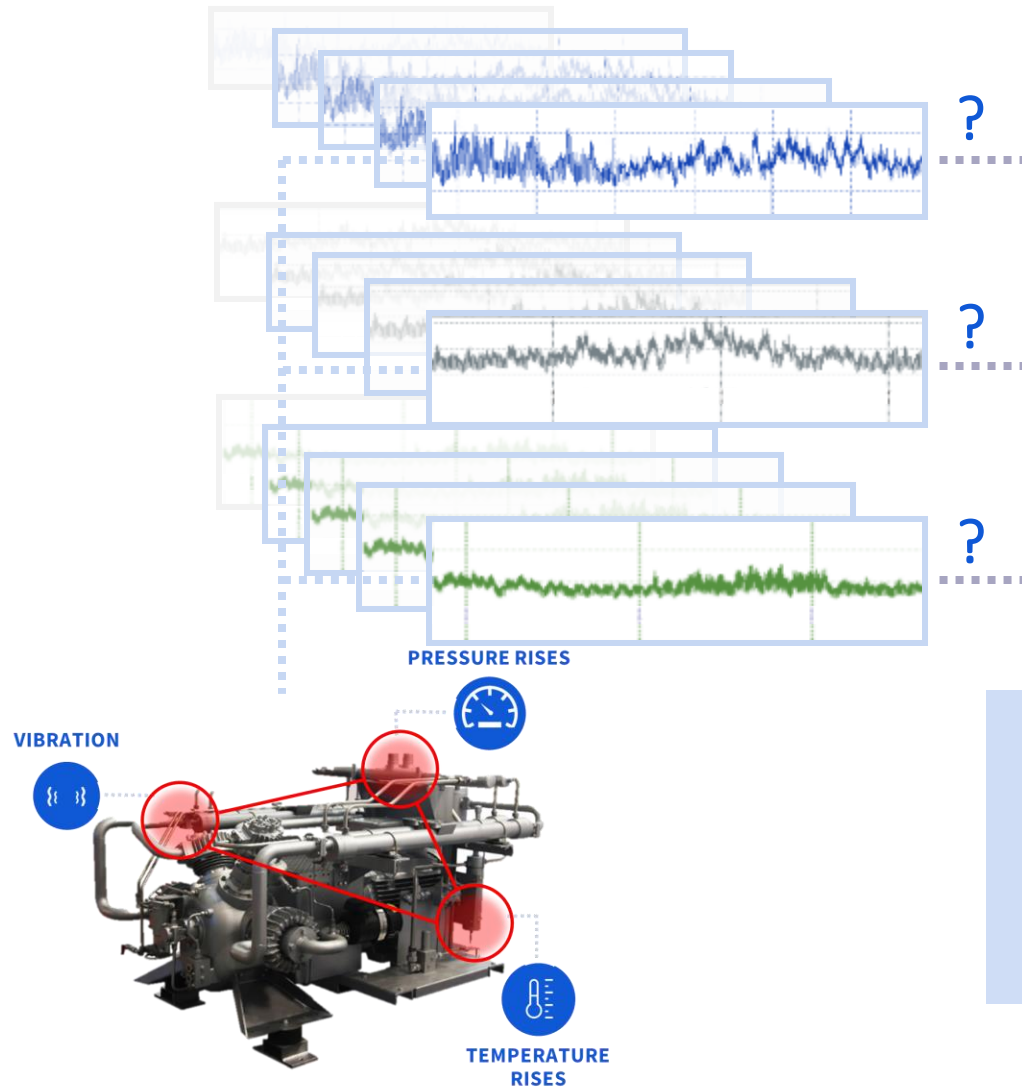 ?
?
?
PRESSURE RISES
VIBRATION
TEMPERATURE
RISES